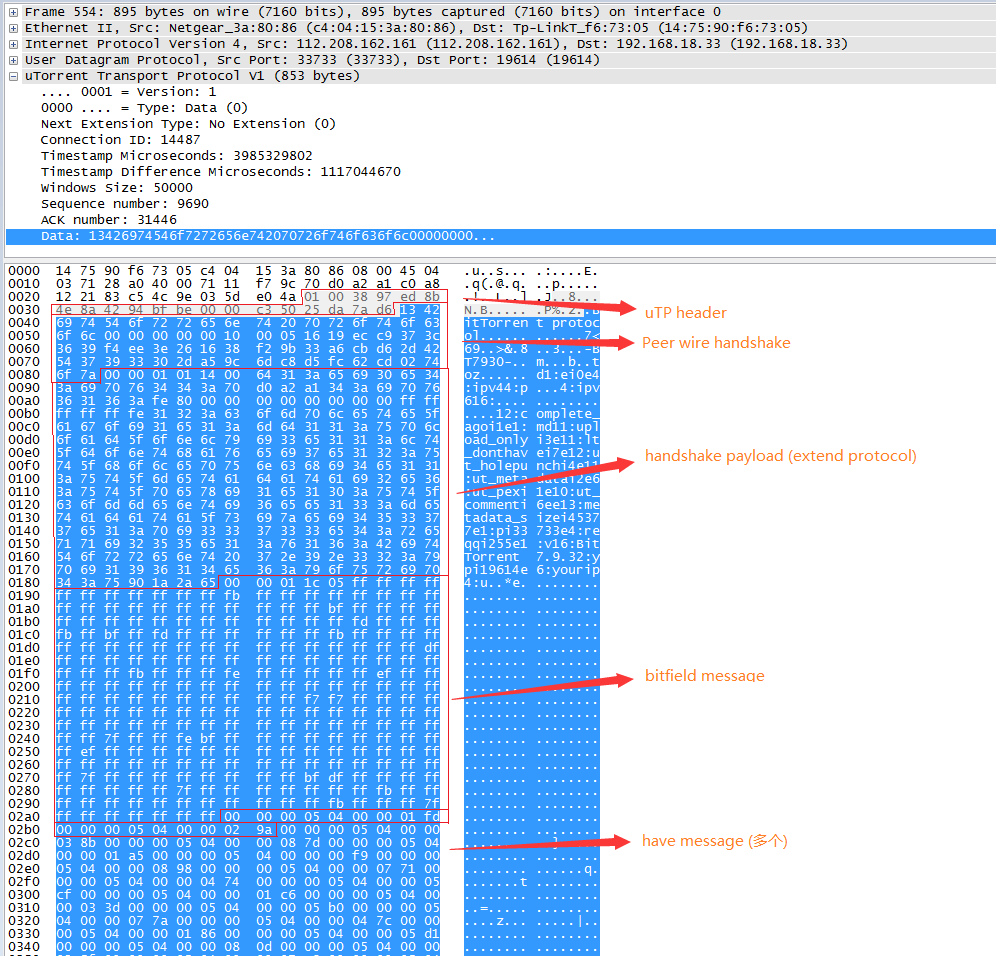 Frame 554: 895 bytes on wire (7160 bits), 895 bytes captured (7160 bits) on interface 0
Ethernet II, Src: Netgear_3a:80:86 (c4:04:15:3a:80:86), Dst: Tp-LinkT_f6:73:05 (14:75:90:f6:73:05)
Internet Protocol Version 4, Src: 112.208.162.161 (112.208.162.161), Dst: 192.168.18.33 (192.168.18.33)
User Datagram Protocol, Src Port: 33733 (33733), Dst Port: 19614 (19614)
uTorrent Transport Protocol V1 (853 bytes)
.... 0001 = Version: 1
0000 .... = Type: Data (0)
Next Extension Type: No Extension (0)
Connection ID: 14487
Timestamp Microseconds: 3985329802
Timestamp Difference Microseconds: 1117044670
Windows Size: 50000
Sequence number: 9690
ACK number: 31446
Data: 13426974546f7272656e742070726f746f636f6c00000000...
0000 14 75 90 f6 73 05 c4 04 15 3a 80 86 08 00 45 04 .u..s... .:....E.
0010 03 71 28 a0 40 00 71 11 f7 9c 70 d0 a2 a1 c0 a8 .q(.@.q. ..p.....
0020 12 21 83 c5 4c 9e 03 5d e0 4a 01 00 38 97 ed 8b .!..L..] .J..8...
0030 4e 8a 42 94 bf be 00 00 c3 50 25 da 7a d6 13 42 N.B..... .P%.z..B
0040 69 74 54 6f 72 72 65 6e 74 20 70 72 6f 74 6f 63 itTorren t protoc
0050 6f 6c 00 00 00 00 00 10 00 05 16 19 ec c9 37 3c ol...... ......7<
0060 36 39 f4 ee 3e 26 16 38 f2 9b 33 a6 cb d6 2d 42 69..>&.8 ..3...-B
0070 54 37 39 33 30 2d a5 a6 6d c8 d5 fc 62 cd 02 74 T7930-.. m...b..t
0080 6f 7a 00 00 01 01 14 00 64 31 3a 65 69 30 65 34 oz...... d1:ei0e4
0090 3a 69 70 76 34 34 3a 70 d0 a2 a1 34 3a 69 70 76 :ipv44:p ...4:ipv
00a0 36 31 36 3a fe 80 00 00 00 00 00 00 00 00 ff ff 616:.... ........
00b0 ff ff ff fe 31 32 3a 63 6f 6d 70 6c 65 74 65 5f ....12:c omplete_
00c0 61 67 6f 69 31 65 31 3a 6d 64 31 31 3a 75 70 6c agoi1e1: md11:upl
00d0 6f 61 64 5f 6f 6e 6c 79 69 33 65 31 31 3a 6c 74 oad_only i3e11:lt
00e0 5f 64 6f 6e 74 68 61 76 65 69 37 65 31 32 3a 75 _donthav ei7e12:u
00f0 74 5f 68 6f 6c 65 70 75 6e 63 68 69 34 65 31 31 t_holepu nchi4e11
0100 3a 75 74 5f 6d 65 74 61 64 61 74 61 69 32 65 36 :ut_meta datai2e6
0110 3a 75 74 5f 70 65 78 69 31 65 31 30 3a 75 74 5f :ut_pexi 1e10:ut_
0120 63 6f 6d 6d 65 6e 74 69 36 65 65 31 33 3a 6d 65 commenti 6ee13:me
0130 74 61 64 61 74 61 5f 73 69 7a 65 69 34 35 33 37 tadata_s izei4537
0140 37 65 31 3a 70 69 33 33 37 33 33 65 34 3a 72 65 7e1:pi33 733e4:re
0150 71 71 69 32 35 35 65 31 3a 76 31 36 3a 42 69 74 qqi255e1 :v16:Bit
0160 54 6f 72 72 65 6e 74 20 37 2e 39 2e 33 32 3a 79 Torrent  7.9.32:y
0170 70 69 31 39 36 31 34 65 36 3a 79 6f 75 72 69 70 pi19614e 6:yourip
0180 34 3a 75 90 1a 2a 65 00 00 01 1c 05 ff ff ff ff 4:u..*e. ........
0190 ff ff ff ff ff ff ff fb ff ff ff ff ff ff ff ff ........ ........
01a0 ff ff ff ff ff ff ff ff ff ff ff bf ff ff ff ff ........ ........
01b0 ff ff ff ff ff ff ff ff ff ff ff ff fd ff ff ff ........ ........
01c0 fb ff bf ff fd ff ff ff ff ff ff fb ff ff ff ff ........ ........
01d0 ff ff ff ff ff ff ff ff ff ff ff ff ff ff ff df ........ ........
01e0 ff ff ff ff ff ff ff ff ff ff ff ff ff ff ff ff ........ ........
01f0 ff ff ff fb ff ff ff fe ff ff ff ff ff ef ff ff ........ ........
0200 ff ff ff ff ff ff ff ff ff ff ff ff ff ff ff ff ........ ........
0210 ff ff ff ff ff ff ff ff ff ff f7 f7 ff ff ff ff ........ ........
0220 ff ff ff ff ff ff ff ff ff ff ff ff ff ff ff ff ........ ........
0230 ff ff ff ff ff ff ff ff ff ff ff ff ff ff ff ff ........ ........
0240 ff ff 7f ff ff fe bf ff ff ff ff ff ff ff ff ff ........ ........
0250 ff ef ff ff ff ff ff ff ff ff ff ff ff ff ff ff ........ ........
0260 ff ff ff ff ff ff ff ff ff ff ff ff ff ff ff ff ........ ........
0270 ff 7f ff ff ff ff ff ff ff ff bf df ff ff ff ff ........ ........
0280 ff ff ff ff ff 7f ff ff ff ff ff ff ff fb ff ff ........ ........
0290 ff ff ff ff ff ff ff ff ff ff ff fb ff ff ff 7f ........ ........
02a0 ff ff ff ff ff ff ff 00 00 00 05 04 00 00 01 fd ........ ........
02b0 00 00 00 05 04 00 00 02 9a 00 00 00 05 04 00 00 ........ ........
02c0 03 8b 00 00 00 05 04 00 00 08 7d 00 00 00 05 04 ........ ..}.....
02d0 00 00 01 a5 00 00 00 05 04 00 00 00 f9 00 00 00 ........ ........
02e0 05 04 00 00 08 98 00 00 00 05 04 00 00 07 71 00 ........ ......q.
02f0 00 00 05 04 00 00 04 74 00 00 00 05 04 00 00 05 .......t ........
0300 cf 00 00 00 05 04 00 00 01 c6 00 00 00 05 04 00 ........ ........
0310 00 03 3d 00 00 00 05 04 00 00 05 b0 00 00 00 05 ..=..... ........
0320 04 00 00 07 7a 00 00 00 05 04 00 00 04 7c 00 00 ....z... .....|..
0330 00 05 04 00 00 01 86 00 00 00 05 04 00 00 05 d1 ........ ........
0340 00 00 00 05 04 00 00 08 0d 00 00 00 05 04 00 00 ........ ........
uTP header
Peer wire handshake
handshake payload (extend protocol)
bitfield message
have message (多个)